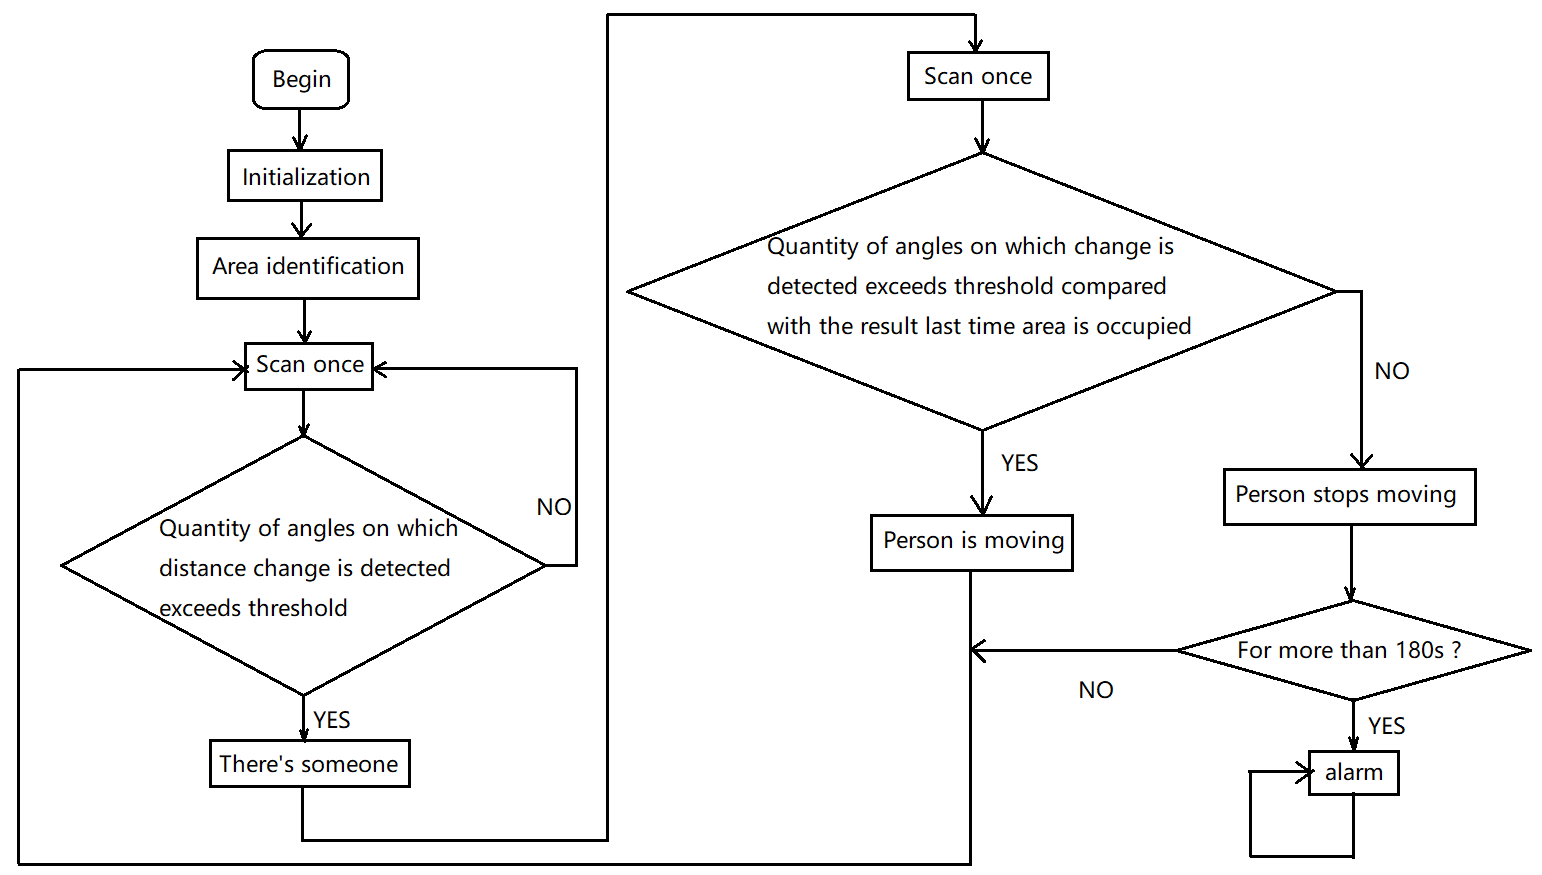 Begin
Initialization
Area identification
Scan once
Quantity of angles on which
distance change is detected
exceeds threshold
NO
YES
There's someone
Scan once
Quantity of angles on which change is
detected exceeds threshold compared
with the result last time area is occupied
NO
YES
Person is moving
Person stops moving
For more than 180s ?
NO
YES
alarm